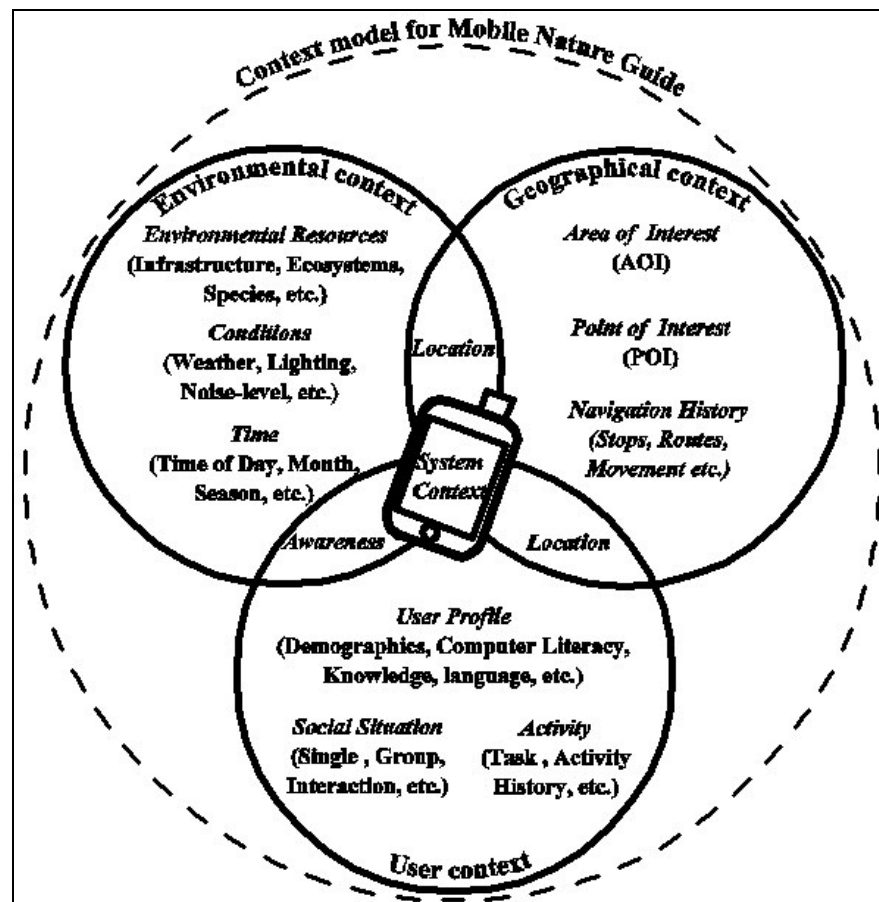 Context model for Mobile Nature Guide
Environmental context
Environmental Resources
(Infrastructure, Ecosystems,
Species, etc.)
Conditions
(Weather, Lighting,
Noise-level, etc.)
Time
(Time of Day, Month,
Season, etc.)
Geographical context
Area of Interest
(AOI)
Point of Interest
(POI)
Navigation History
(Stops, Routes,
Movement etc.)
Location
System
Context
Awareness
Location
User Profile
(Demographics, Computer Literacy,
Knowledge, language, etc.)
Social Situation
(Single , Group,
Interaction, etc.)
Activity
(Task , Activity
History, etc.)
User context